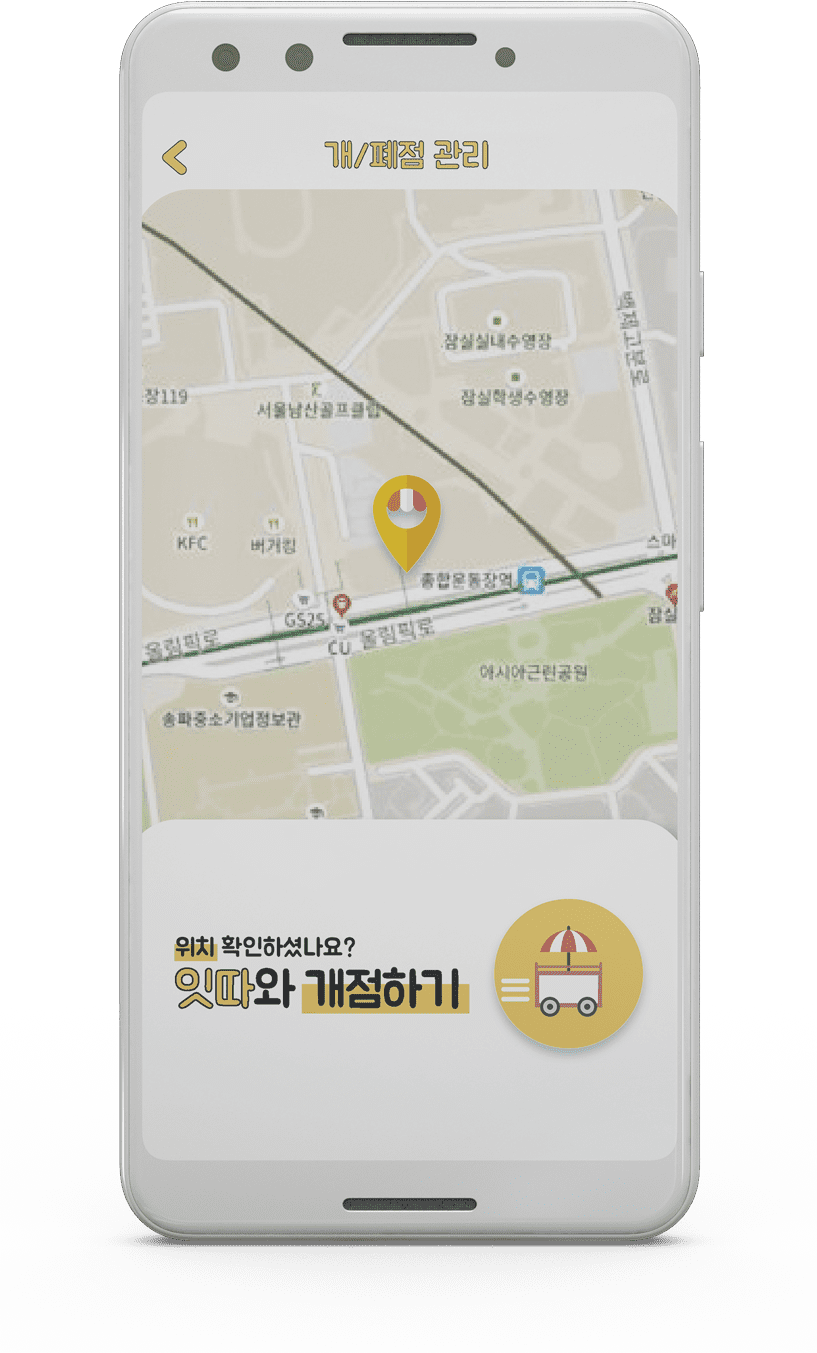 개/폐점 관리
백제고분로
잠실실내수영장
장119
잠실학생수영장
서울남산골프클럽
KFC
버거킹
스마
종합운동장역
GS25
잠실
올림픽로
CU
올림픽로
아시아근린공원
송파중소기업정보관
위치 확인하셨나요?
잇따와 개점하기